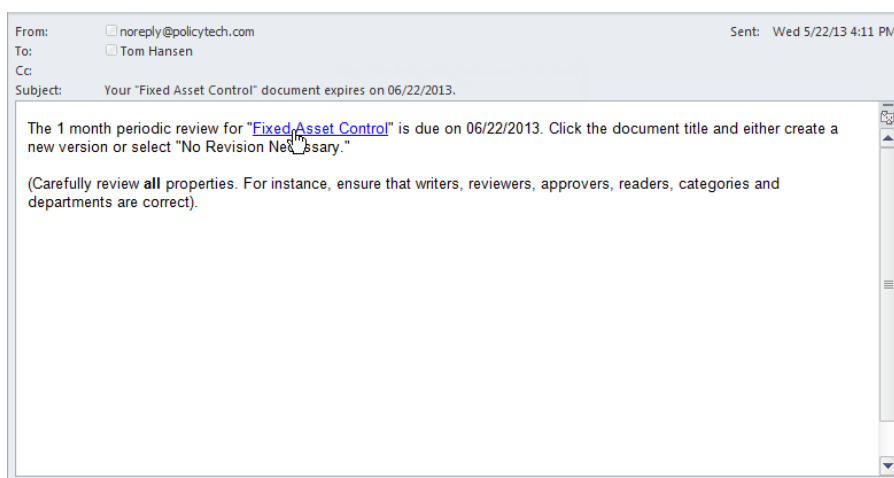 From: noreply@policytech.com Sent: Wed 5/22/13 4:11 PM
To: Tom Hansen
Cc:
Subject: Your "Fixed Asset Control" document expires on 06/22/2013.
The 1 month periodic review for "Fixed Asset Control" is due on 06/22/2013. Click the document title and either create a
new version or select "No Revision Necessary."
(Carefully review all properties. For instance, ensure that writers, reviewers, approvers, readers, categories and
departments are correct).